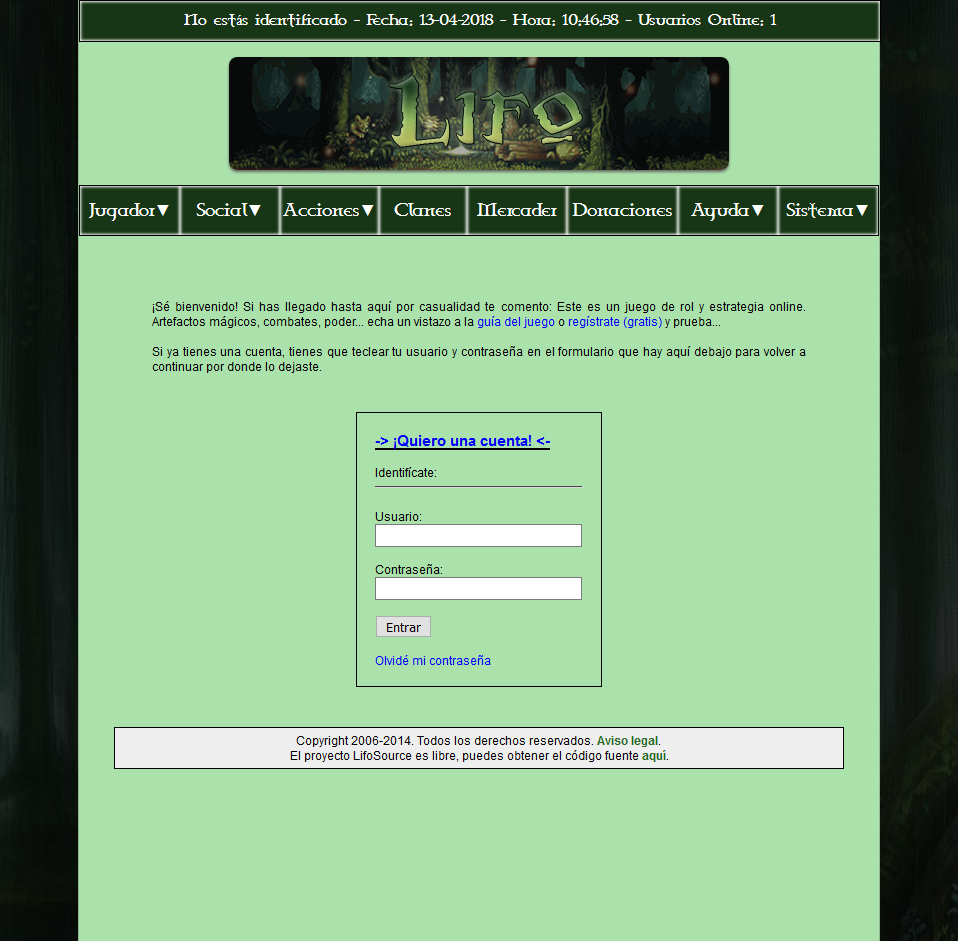 No estás identificado - Fecha: 13-04-2018 - Hora: 10:46:58 - Usuarios Online: 1
Lifo
Jugador▼ Social▼ Acciones▼ Clanes Mercader Donaciones Ayuda▼ Sistema▼
¡Sé bienvenido! Si has llegado hasta aquí por casualidad te comento: Este es un juego de rol y estrategia online.
Artefactos mágicos, combates, poder... echa un vistazo a la guía del juego o regístrate (gratis) y prueba...
Si ya tienes una cuenta, tienes que teclear tu usuario y contraseña en el formulario que hay aquí debajo para volver a
continuar por donde lo dejaste.
-> ¡Quiero una cuenta! <-
Identifícate:
Usuario:
Contraseña:
Entrar
Olvidé mi contraseña
Copyright 2006-2014. Todos los derechos reservados. Aviso legal.
El proyecto LifoSource es libre, puedes obtener el código fuente aquí.